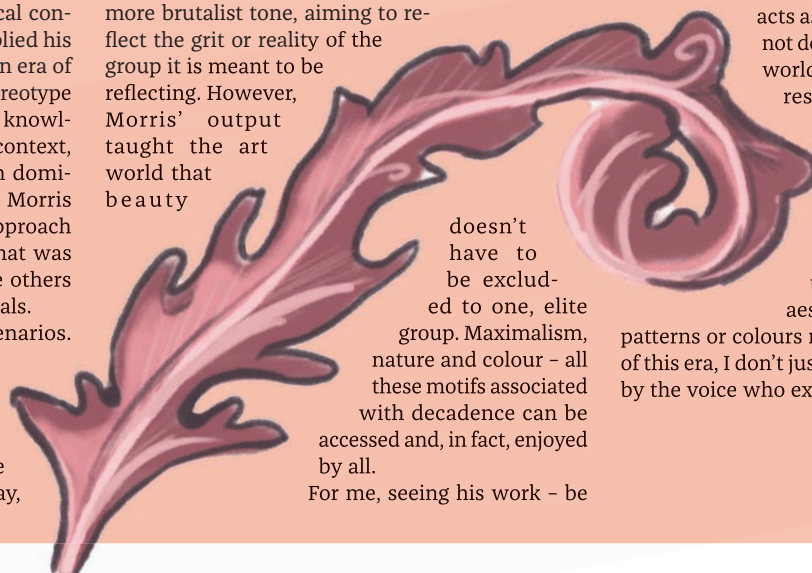 cal con-
plied his
n era of
reotype
knowl-
context,
n domi-
Morris
pproach
hat was
e others
als.
enarios.
e
ay,
more brutalist tone, aiming to re-
flect the grit or reality of the
group it is meant to be
reflecting. However,
Morris' output
taught the art
world that
beauty
doesn't
have to
be exclud-
ed to one, elite
group. Maximalism,
nature and colour – all
these motifs associated
with decadence can be
accessed and, in fact, enjoyed
by all.
For me, seeing his work – be
acts as
not de
world
res
aes
patterns or colours
of this era, I don't jus
by the voice who ex